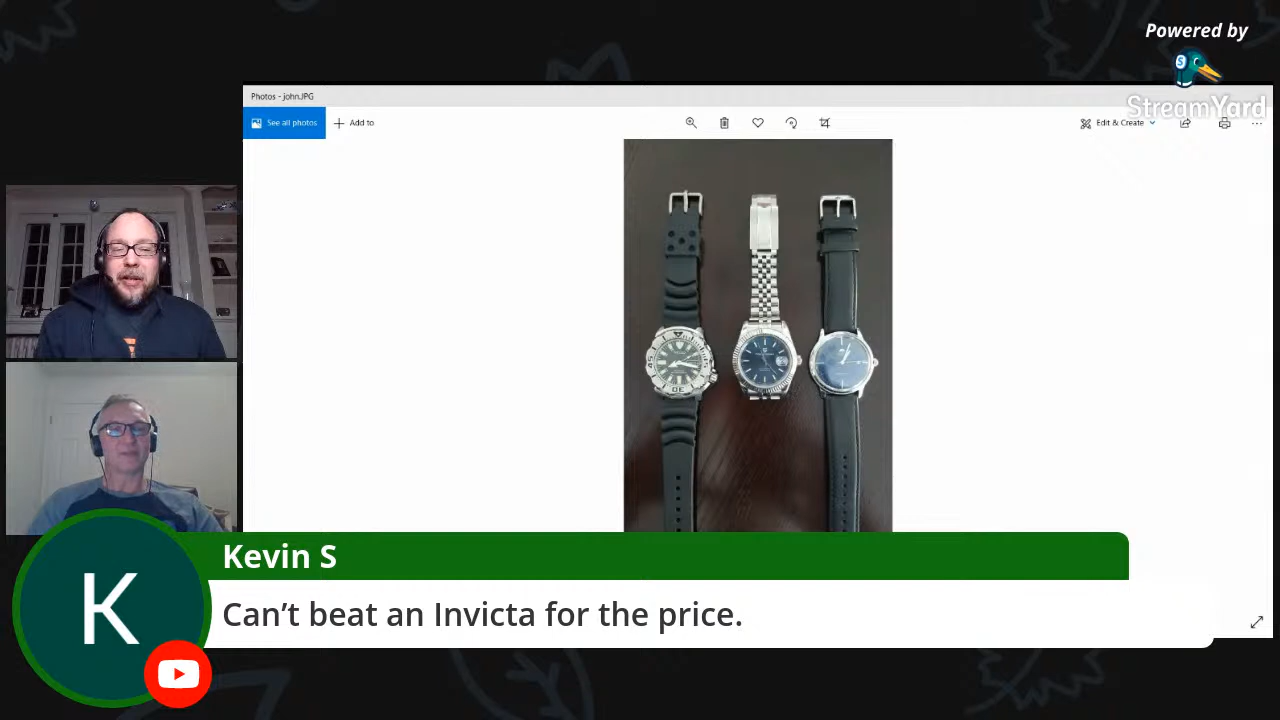 Powered by
StreamYard
Photos - john.JPG
See all photos
Add to
Edit & Create
Kevin S
K
Can’t beat an Invicta for the price.